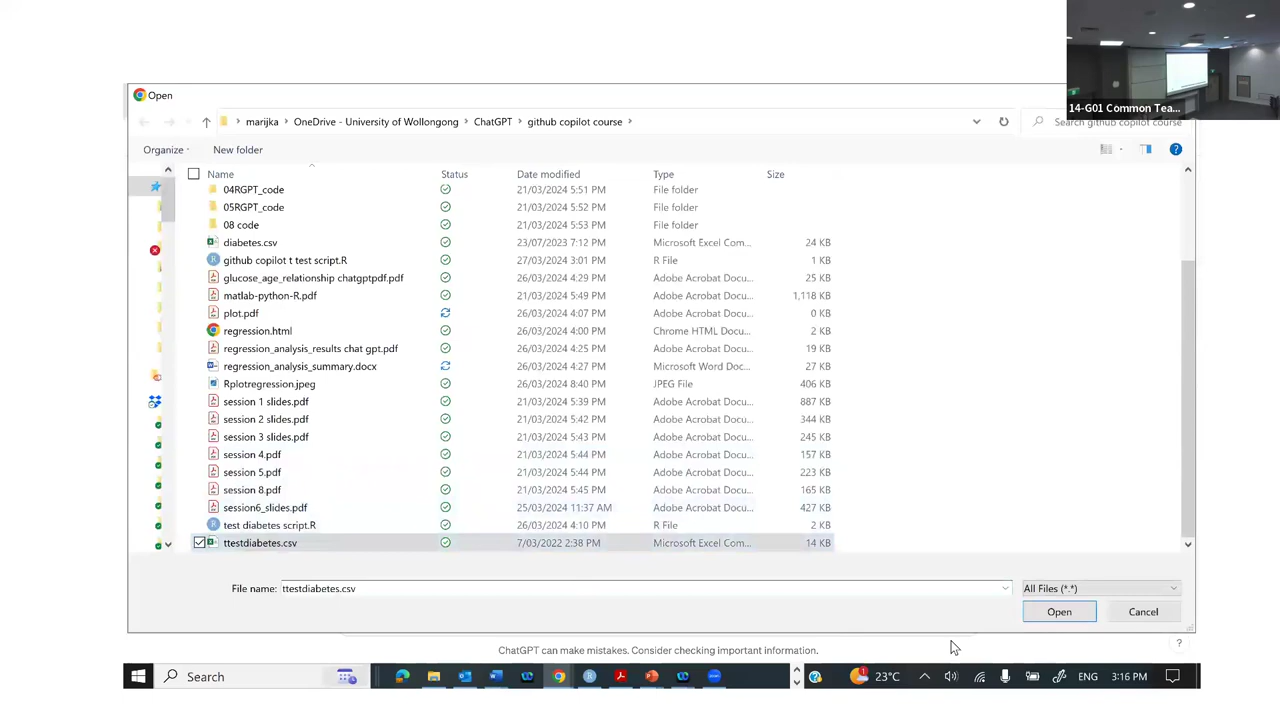 Open
14-G01 Common Tea...
marijka > OneDrive - University of Wollongong > ChatGPT > github copilot course >
Search github copilot course
Organize
New folder
Name Status Date modified Type Size
04RGPT_code 21/03/2024 5:51 PM File folder
05RGPT_code 21/03/2024 5:52 PM File folder
08 code 21/03/2024 5:53 PM File folder
diabetes.csv 23/07/2023 7:12 PM Microsoft Excel Com... 24 KB
github copilot t test script.R 27/03/2024 3:01 PM R File 1 KB
glucose_age_relationship chatgptpdf.pdf 26/03/2024 4:29 PM Adobe Acrobat Docu... 25 KB
matlab-python-R.pdf 21/03/2024 5:49 PM Adobe Acrobat Docu... 1,118 KB
plot.pdf 26/03/2024 4:07 PM Adobe Acrobat Docu... 0 KB
regression.html 26/03/2024 4:00 PM Chrome HTML Docu... 2 KB
regression_analysis_results chat gpt.pdf 26/03/2024 4:25 PM Adobe Acrobat Docu... 19 KB
regression_analysis_summary.docx 26/03/2024 4:27 PM Microsoft Word Doc... 27 KB
Rplotregression.jpeg 26/03/2024 8:40 PM JPEG File 406 KB
session 1 slides.pdf 21/03/2024 5:39 PM Adobe Acrobat Docu... 887 KB
session 2 slides.pdf 21/03/2024 5:42 PM Adobe Acrobat Docu... 344 KB
session 3 slides.pdf 21/03/2024 5:43 PM Adobe Acrobat Docu... 245 KB
session 4.pdf 21/03/2024 5:44 PM Adobe Acrobat Docu... 157 KB
session 5.pdf 21/03/2024 5:44 PM Adobe Acrobat Docu... 223 KB
session 8.pdf 21/03/2024 5:45 PM Adobe Acrobat Docu... 165 KB
session6_slides.pdf 25/03/2024 11:37 AM Adobe Acrobat Docu... 427 KB
test diabetes script.R 26/03/2024 4:10 PM R File 2 KB
ttestdiabetes.csv 7/03/2022 2:38 PM Microsoft Excel Com... 14 KB
File name: ttestdiabetes.csv
All Files (*.*)
Open
Cancel
ChatGPT can make mistakes. Consider checking important information.
?
Search
1
23°C
ENG
3:16 PM